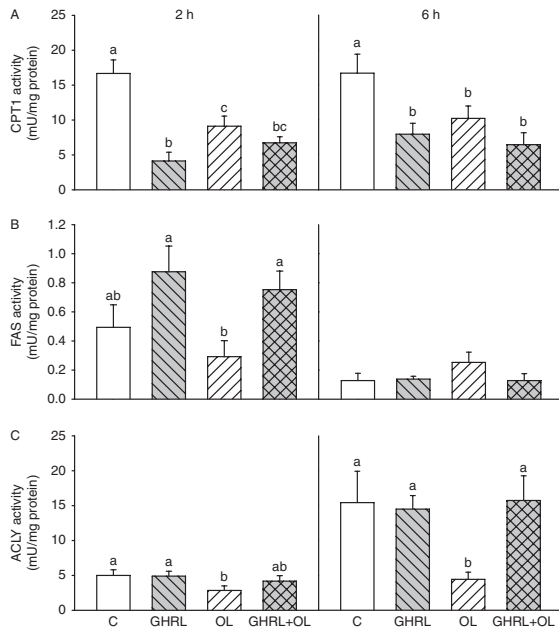 A 2 h 6 h
CPT1 activity
(mU/mg protein)
25
20
15
10
5
0
a
b
c
bc
a
b
b
b
B
FAS activity
(mU/mg protein)
1.2
1.0
0.8
0.6
0.4
0.2
0.0
ab
a
b
a
C
ACLY activity
(mU/mg protein)
25
20
15
10
5
0
a
a
b
ab
a
a
b
a
C GHRL OL GHRL+OL C GHRL OL GHRL+OL